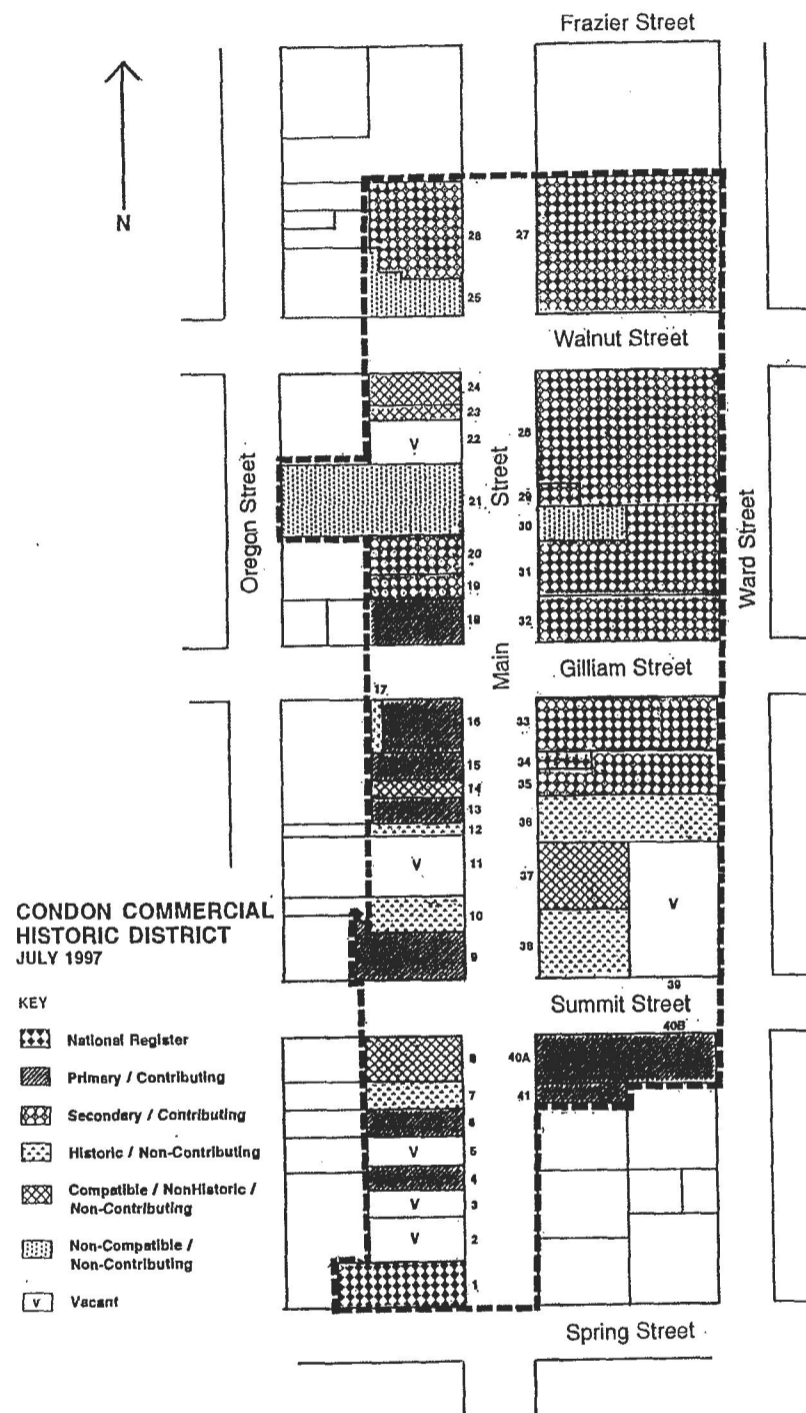 Frazier Street
N
28
27
25
Walnut Street
24
23
V
22
28
21
29
30
20
31
19
18
32
Oregon Street
Street
Main
Ward Street
Gilliam Street
17
16
33
15
34
14
35
13
36
12
V
11
37
10
V
9
38
39
CONDON COMMERCIAL
HISTORIC DISTRICT
JULY 1997
KEY
National Register
Primary / Contributing
Secondary / Contributing
Historic / Non-Contributing
Compatible / NonHistoric /
Non-Contributing
Non-Compatible /
Non-Contributing
V Vacant
Summit Street
40B
8
40A
7
41
6
V
5
4
V
3
V
2
1
Spring Street